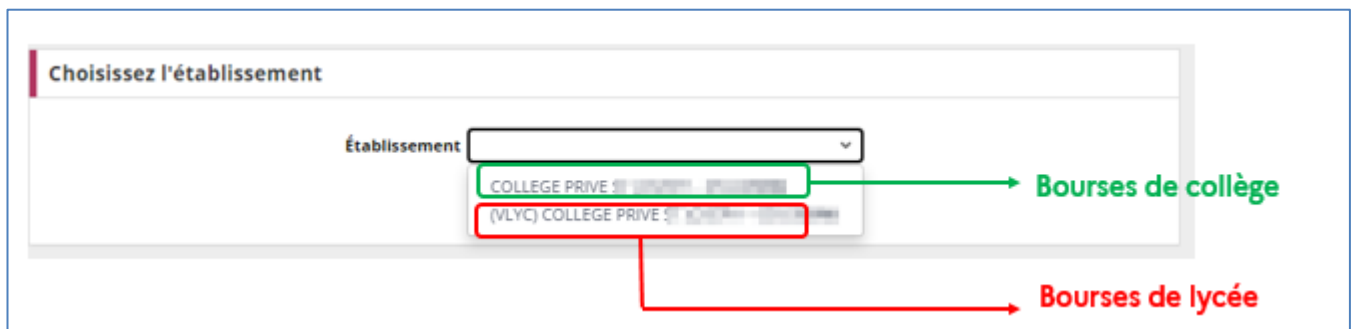 Choisissez l'établissement
Établissement
COLLEGE PRIVE
Bourses de collège
(VLYC) COLLEGE PRIVE
Bourses de lycée